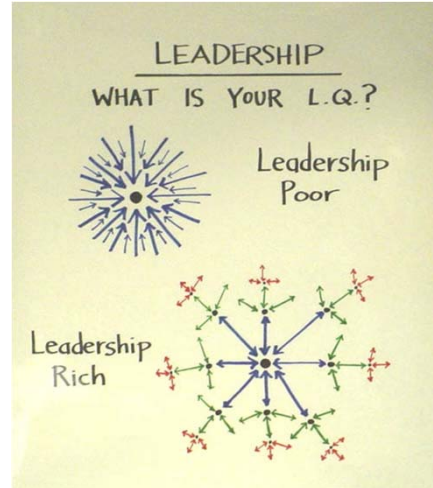 LEADERSHIP
WHAT IS YOUR L.Q.?
Leadership
Poor
Leadership
Rich